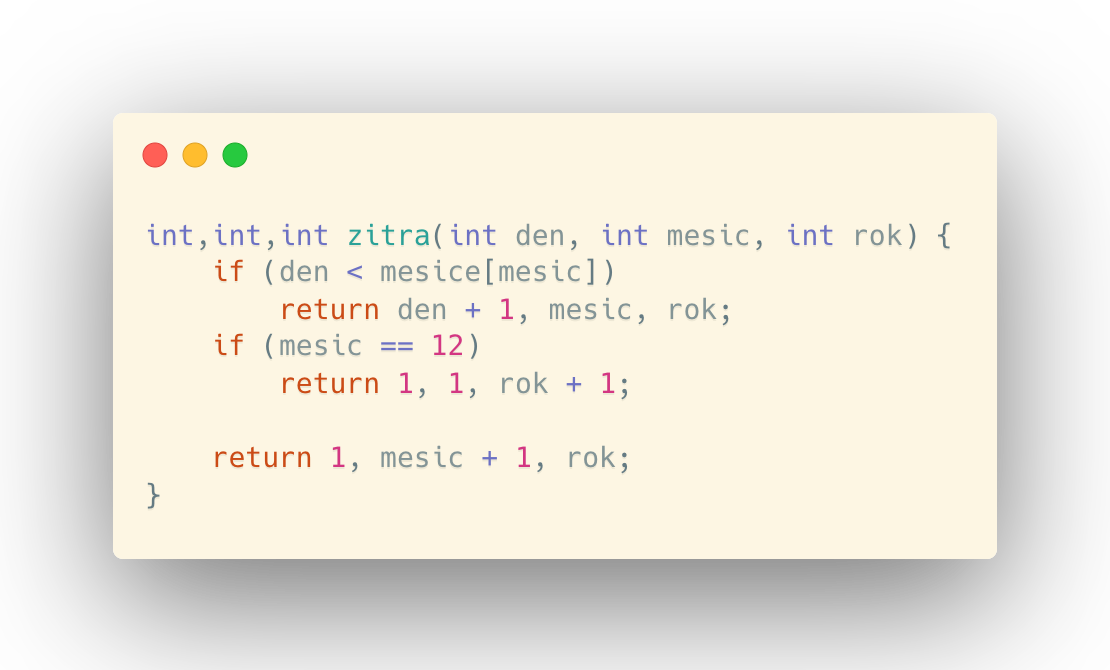 int,int,int zitra(int den, int mesic, int rok) {
    if (den < mesice[mesic])
        return den + 1, mesic, rok;
    if (mesic == 12)
        return 1, 1, rok + 1;

    return 1, mesic + 1, rok;
}